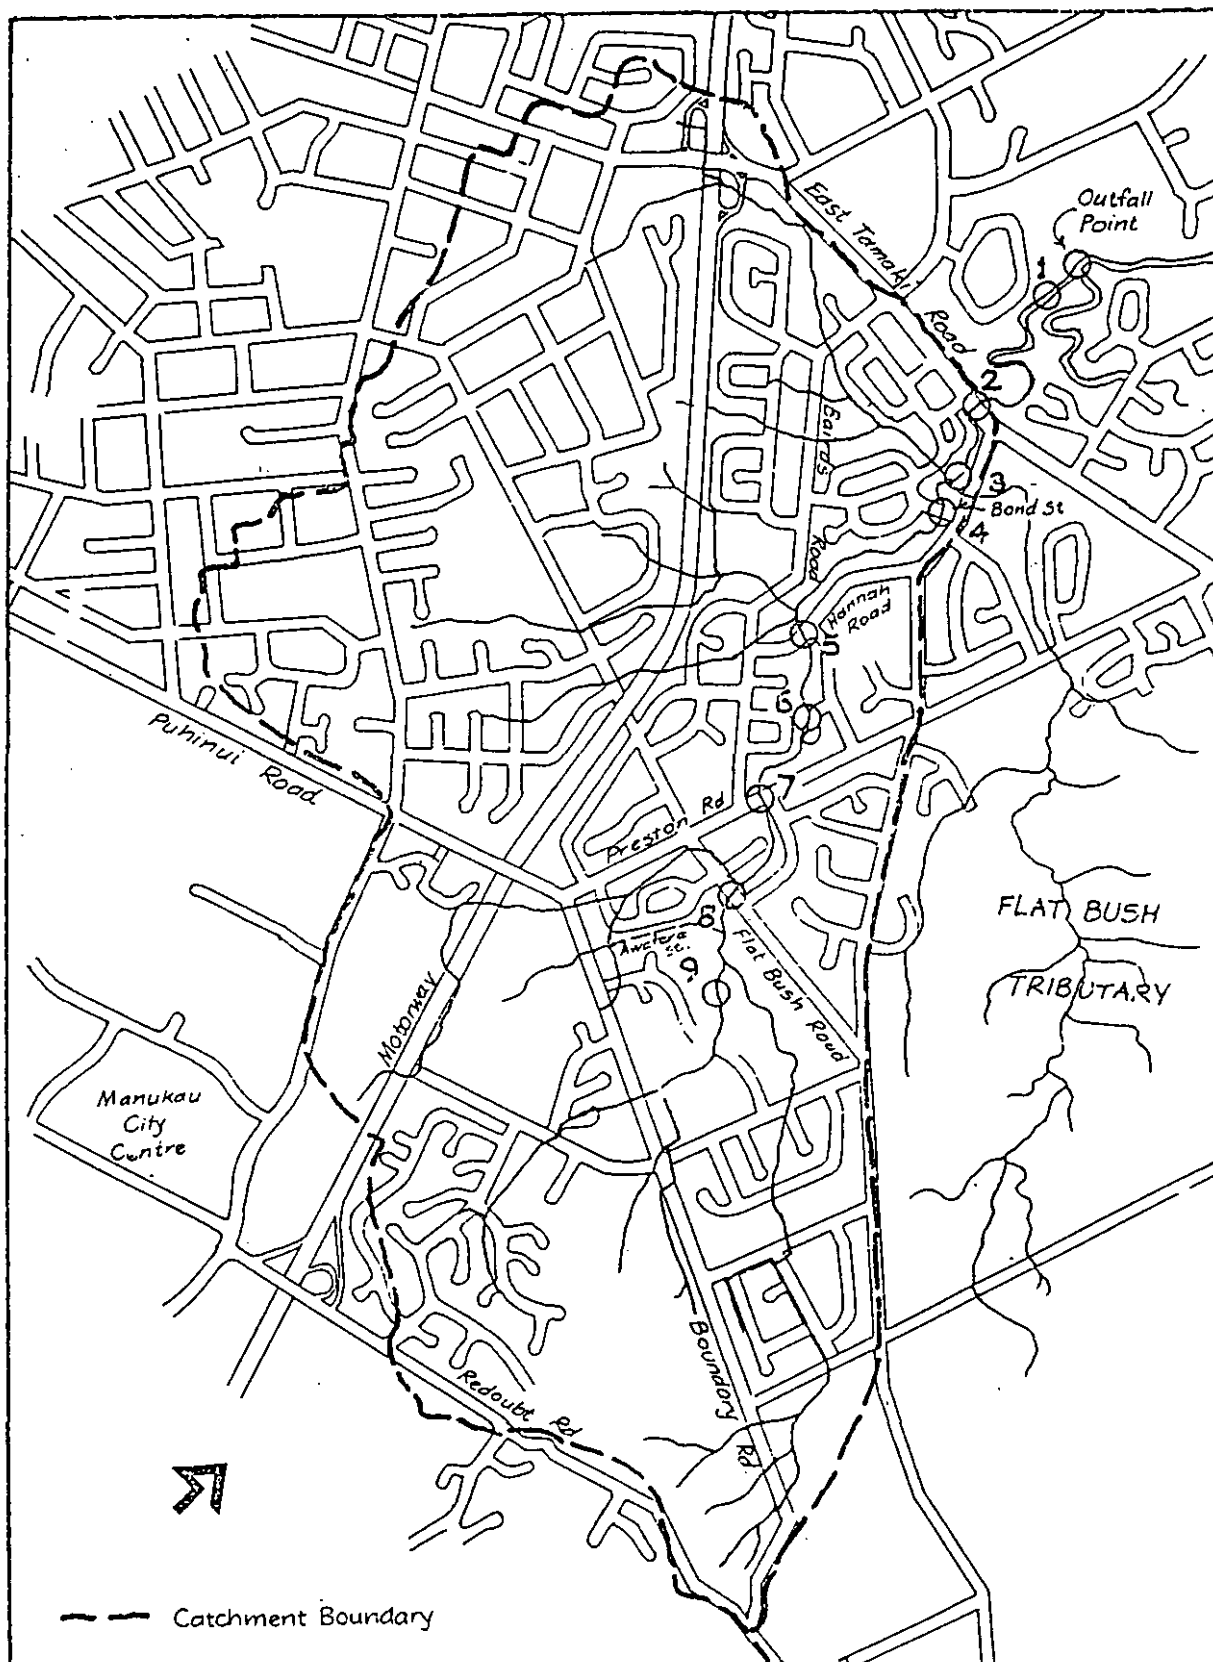 Outfall
Point
1
East Tamaki
Road
2
Bairds
Road
3
Bond St
4
Hannah
Road
5
6
7
Puhinui Road
Preston Rd
8
Awatere
St.
9
Flat Bush Road
FLAT BUSH
TRIBUTARY
Motorway
Manukau
City
Centre
Boundary
Rd
Redoubt Rd
Catchment Boundary